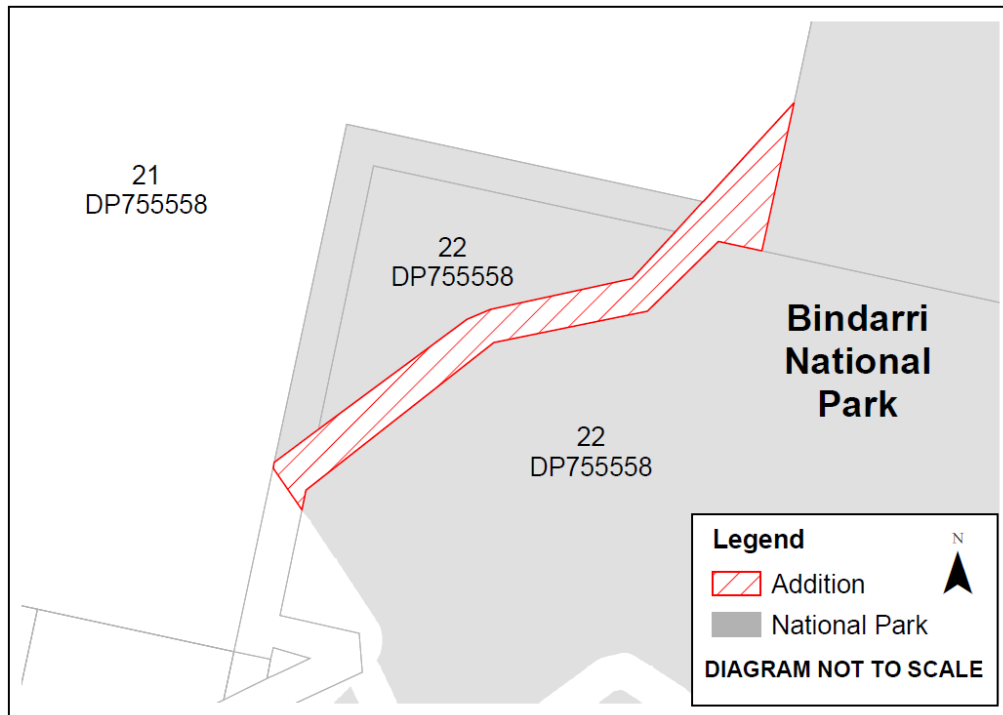 21
DP755558
22
DP755558
Bindarri
National
Park
22
DP755558
Legend
N
Addition
National Park
DIAGRAM NOT TO SCALE